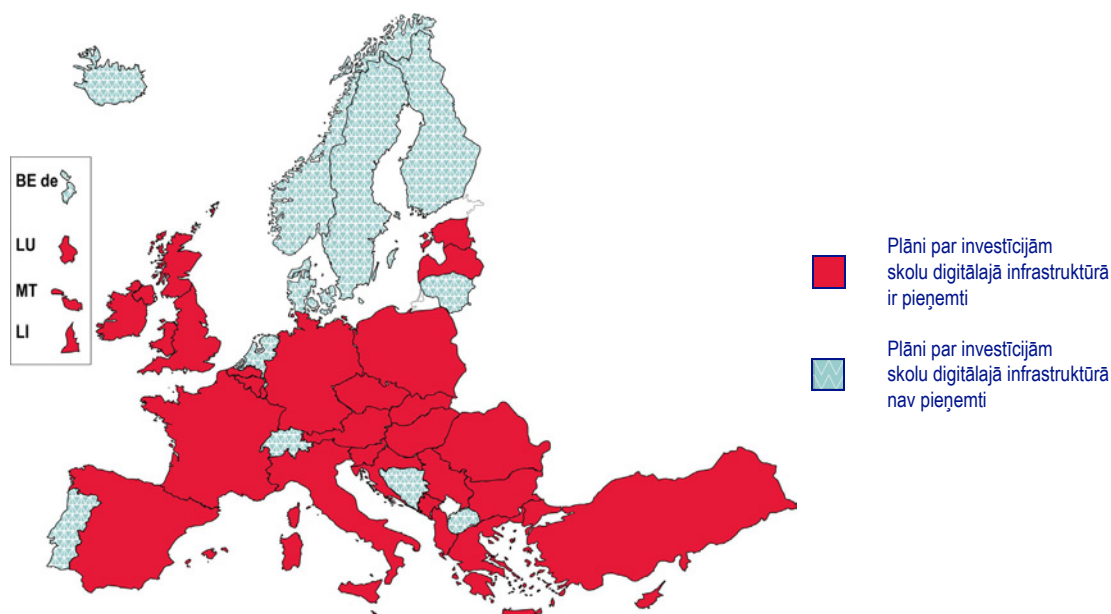 BE de
LU
MT
LI
Plāni par investīcijām
skolu digitālajā infrastruktūrā
ir pieņemti
Plāni par investīcijām
skolu digitālajā infrastruktūrā
nav pieņemti